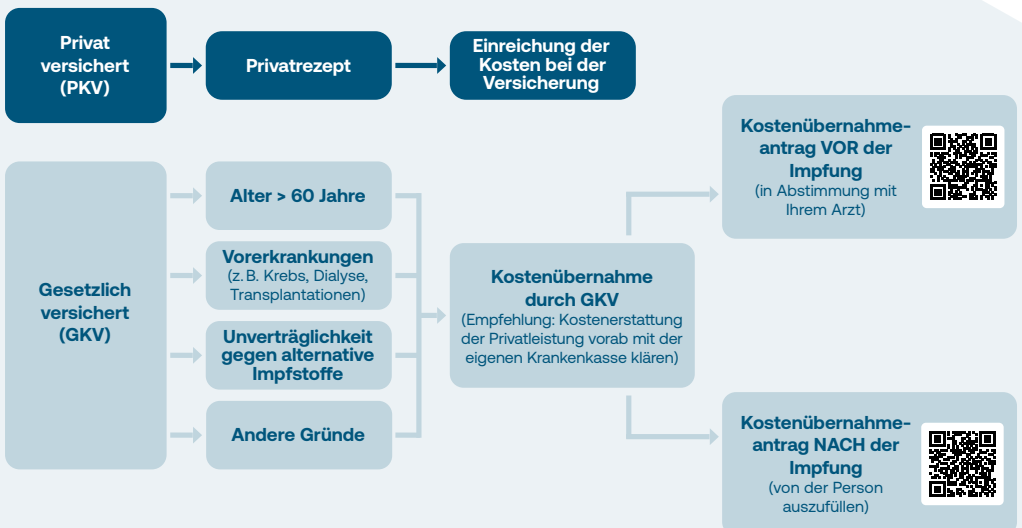 Privat
versichert
(PKV)
Privatrezept
Einreichung der
Kosten bei der
Versicherung
Gesetzlich
versichert
(GKV)
Alter > 60 Jahre
Vorerkrankungen
(z. B. Krebs, Dialyse,
Transplantationen)
Unverträglichkeit
gegen alternative
Impfstoffe
Andere Gründe
Kostenübernahme
durch GKV
(Empfehlung: Kostenerstattung
der Privatleistung vorab mit der
eigenen Krankenkasse klären)
Kostenübernahme-
antrag VOR der
Impfung
(in Abstimmung mit
Ihrem Arzt)
Kostenübernahme-
antrag NACH der
Impfung
(von der Person
auszufüllen)